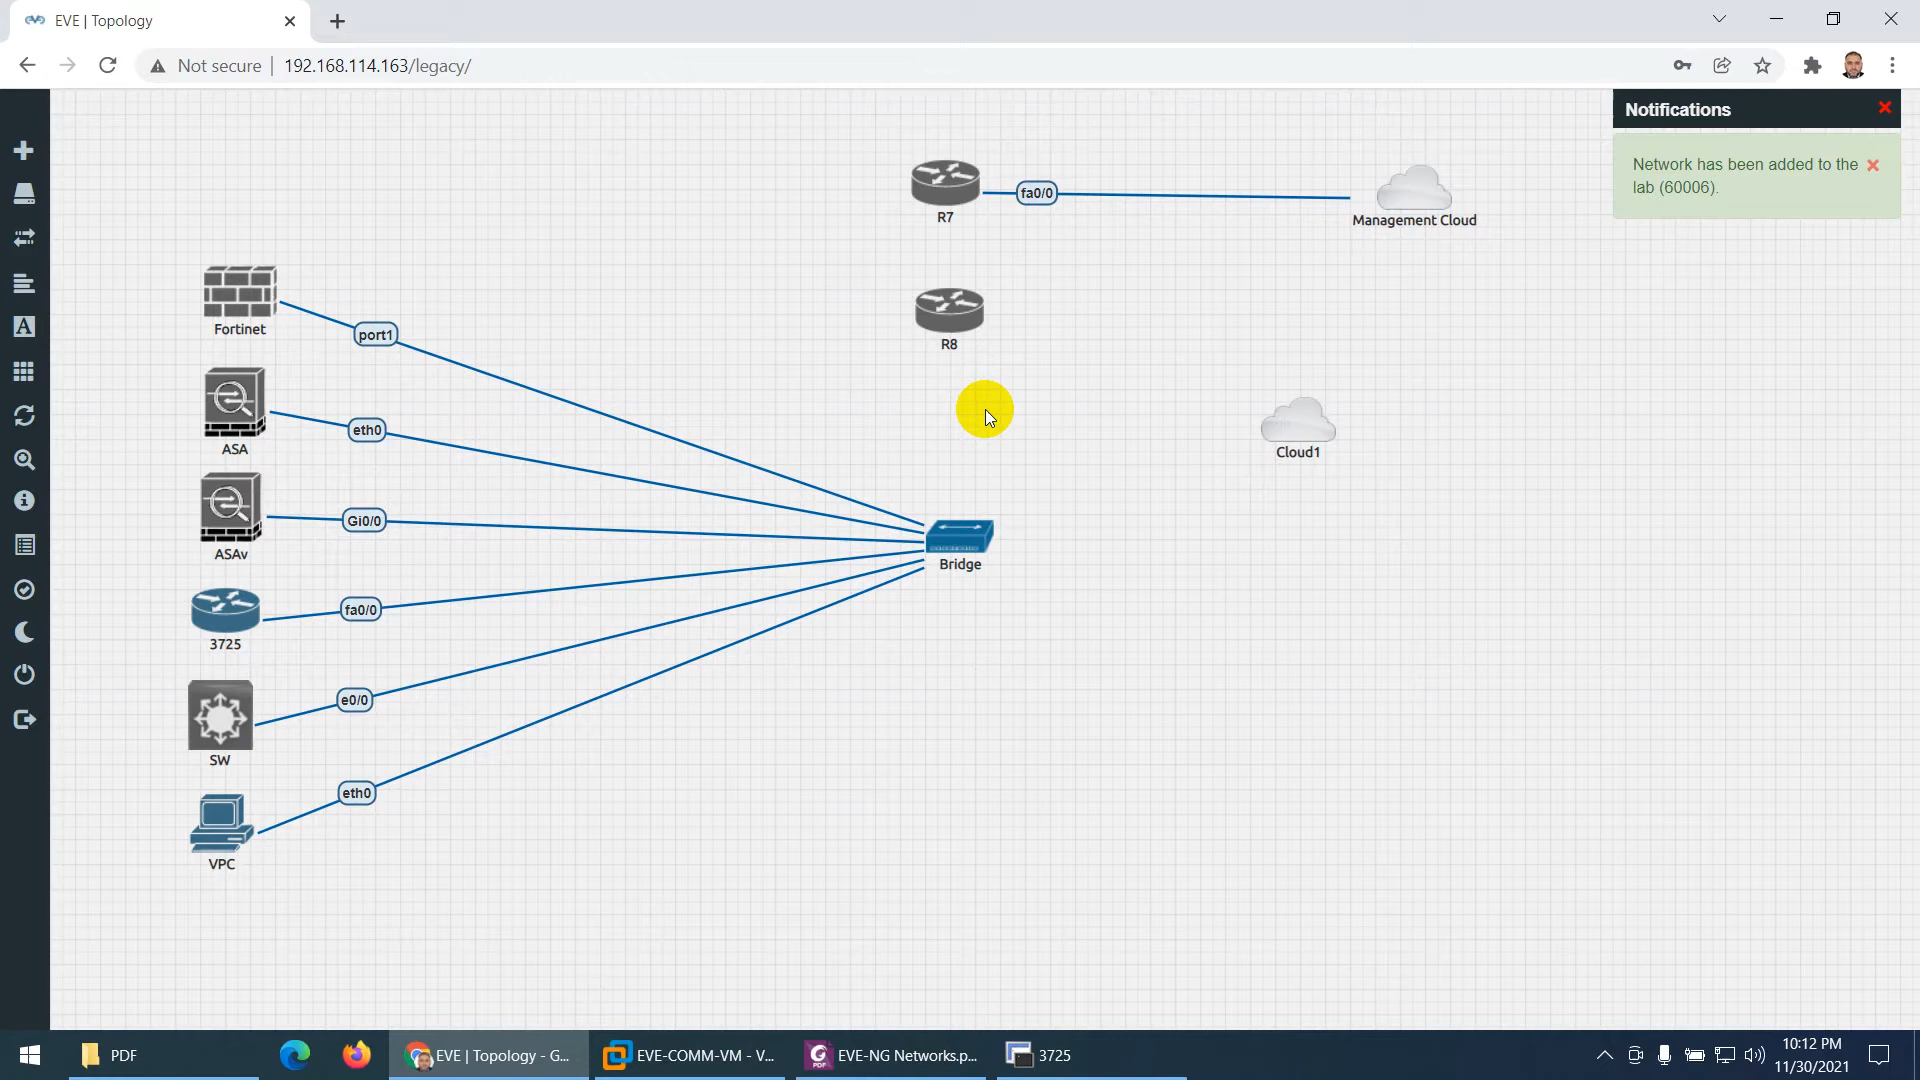 EVE | Topology
Not secure
192.168.114.163/legacy/
Notifications
Network has been added to the
lab (60006).
R7
fa0/0
Management Cloud
Fortinet
port1
R8
ASA
eth0
Cloud1
ASAv
Gi0/0
Bridge
3725
fa0/0
SW
e0/0
VPC
eth0
A
PDF
EVE | Topology - G...
EVE-COMM-VM - V...
EVE-NG Networks.p...
3725
10:12 PM
11/30/2021